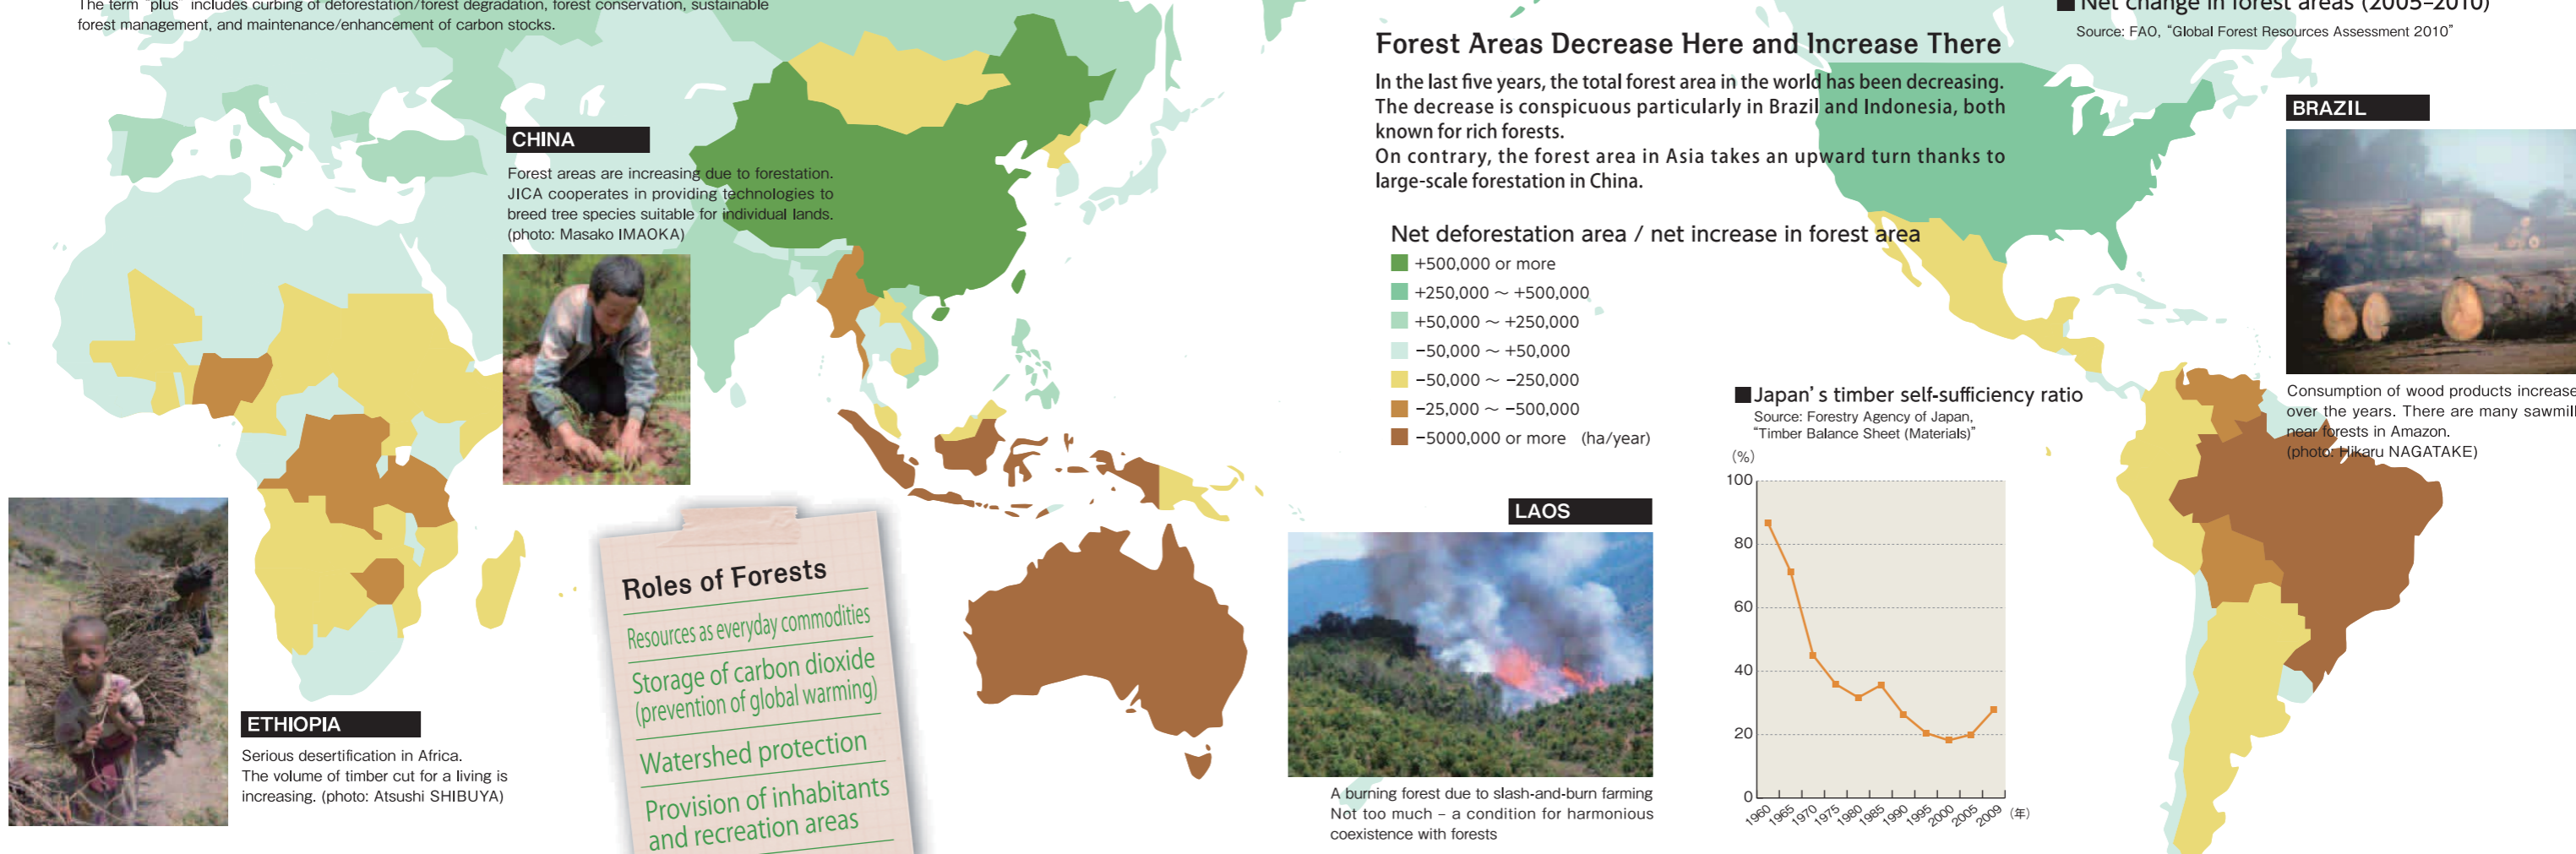 The term "plus" includes curbing of deforestation/forest degradation, forest conservation, sustainable
forest management, and maintenance/enhancement of carbon stocks.
Net change in forest areas (2005–2010)
Source: FAO, "Global Forest Resources Assessment 2010"
Forest Areas Decrease Here and Increase There
In the last five years, the total forest area in the world has been decreasing.
The decrease is conspicuous particularly in Brazil and Indonesia, both
known for rich forests.
On contrary, the forest area in Asia takes an upward turn thanks to
large-scale forestation in China.
CHINA
Forest areas are increasing due to forestation.
JICA cooperates in providing technologies to
breed tree species suitable for individual lands.
(photo: Masako IMAOKA)
BRAZIL
Consumption of wood products increase
over the years. There are many sawmill
near forests in Amazon.
(photo: Hikaru NAGATAKE)
Net deforestation area / net increase in forest area
+500,000 or more
+250,000 ～ +500,000
+50,000 ～ +250,000
−50,000 ～ +50,000
−50,000 ～ −250,000
−25,000 ～ −500,000
−5000,000 or more (ha/year)
Japan's timber self-sufficiency ratio
Source: Forestry Agency of Japan,
"Timber Balance Sheet (Materials)"
(%)
100
80
60
40
20
0
1960 1965 1970 1975 1980 1985 1990 1995 2000 2005 2009 (年)
LAOS
A burning forest due to slash-and-burn farming
Not too much – a condition for harmonious
coexistence with forests
ETHIOPIA
Serious desertification in Africa.
The volume of timber cut for a living is
increasing. (photo: Atsushi SHIBUYA)
Roles of Forests
Resources as everyday commodities
Storage of carbon dioxide
(prevention of global warming)
Watershed protection
Provision of inhabitants
and recreation areas